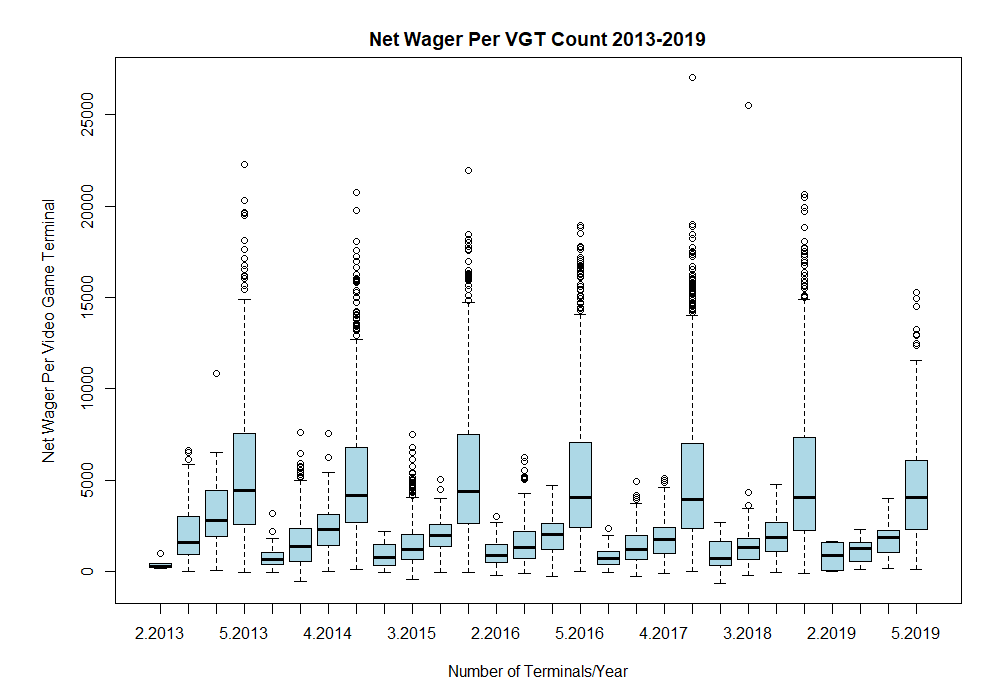 Net Wager Per VGT Count 2013-2019
Net Wager Per Video Game Terminal
25000
20000
15000
10000
5000
0
2.2013 5.2013 4.2014 3.2015 2.2016 5.2016 4.2017 3.2018 2.2019 5.2019
Number of Terminals/Year